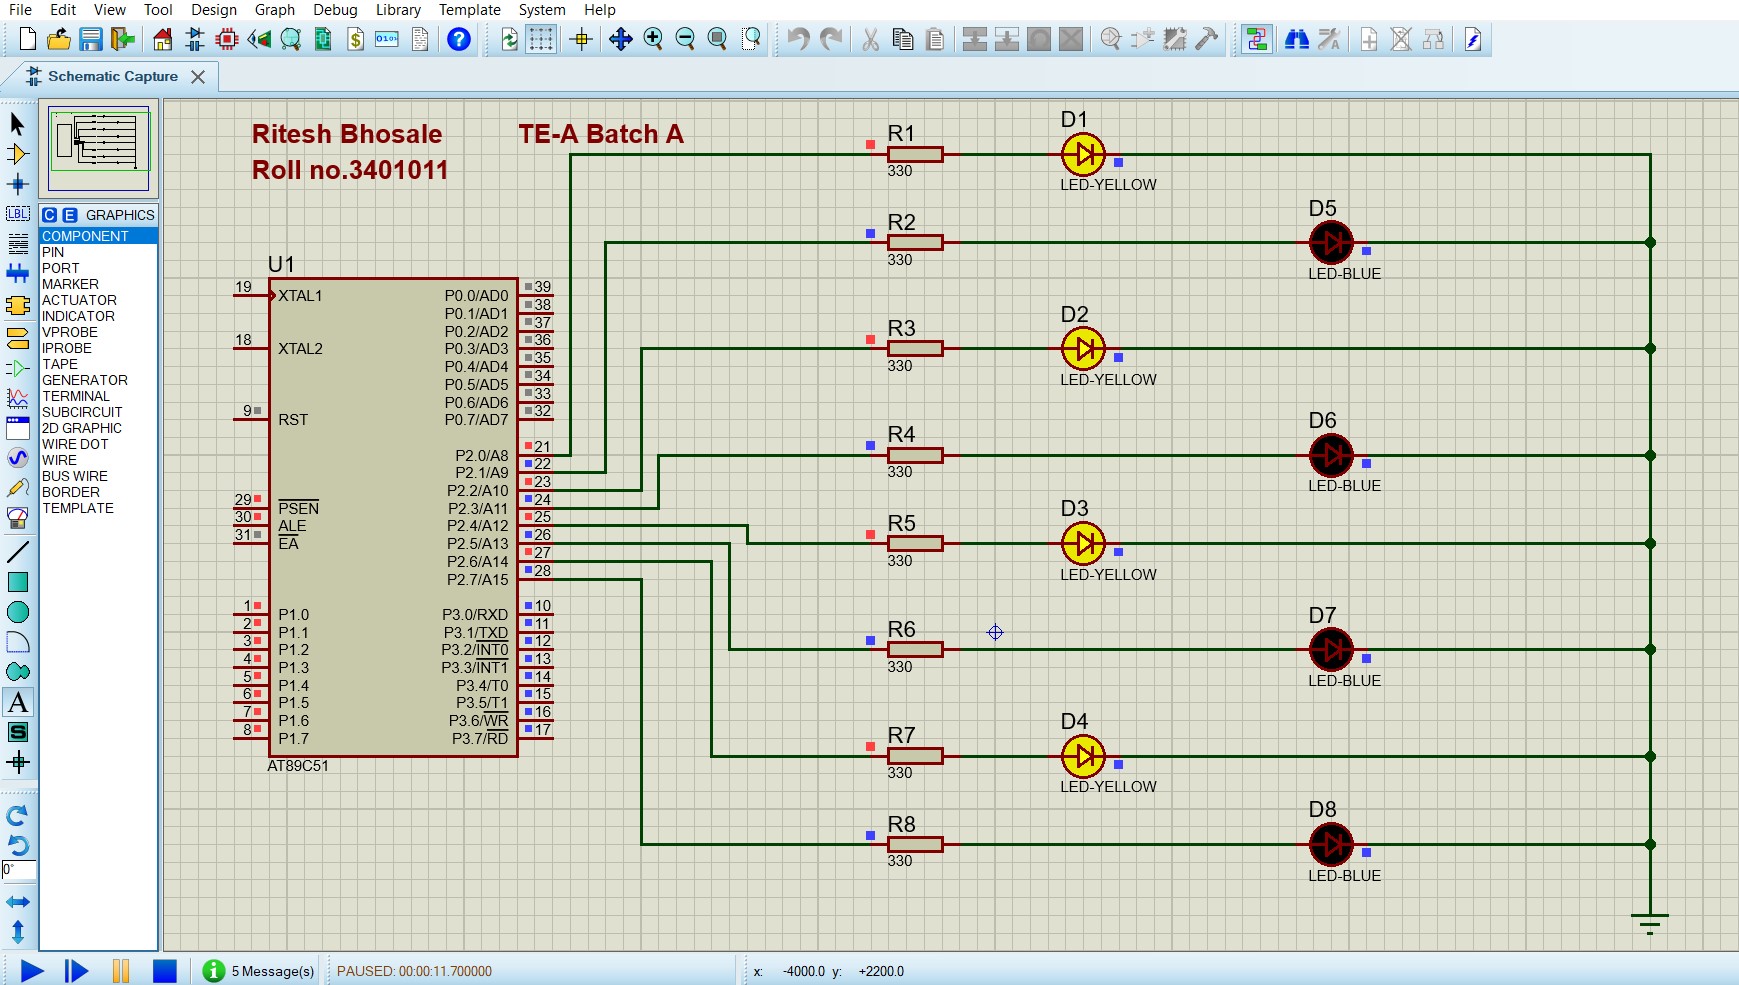 File Edit View Tool Design Graph Debug Library Template System Help
Schematic Capture
LBL
C E GRAPHICS
COMPONENT
PIN
PORT
MARKER
ACTUATOR
INDICATOR
VPROBE
IPROBE
TAPE
GENERATOR
TERMINAL
SUBCIRCUIT
2D GRAPHIC
WIRE DOT
WIRE
BUS WIRE
BORDER
TEMPLATE
A
S
0°
Ritesh Bhosale TE-A Batch A
Roll no.3401011
U1
19 XTAL1
18 XTAL2
9 RST
29 PSEN
30 ALE
31 EA
1 P1.0
2 P1.1
3 P1.2
4 P1.3
5 P1.4
6 P1.5
7 P1.6
8 P1.7
P0.0/AD0 39
P0.1/AD1 38
P0.2/AD2 37
P0.3/AD3 36
P0.4/AD4 35
P0.5/AD5 34
P0.6/AD6 33
P0.7/AD7 32
P2.0/A8 21
P2.1/A9 22
P2.2/A10 23
P2.3/A11 24
P2.4/A12 25
P2.5/A13 26
P2.6/A14 27
P2.7/A15 28
P3.0/RXD 10
P3.1/TXD 11
P3.2/INT0 12
P3.3/INT1 13
P3.4/T0 14
P3.5/T1 15
P3.6/WR 16
P3.7/RD 17
AT89C51
R1
330
D1
LED-YELLOW
R2
330
D5
LED-BLUE
R3
330
D2
LED-YELLOW
R4
330
D6
LED-BLUE
R5
330
D3
LED-YELLOW
R6
330
D7
LED-BLUE
R7
330
D4
LED-YELLOW
R8
330
D8
LED-BLUE
5 Message(s) PAUSED: 00:00:11.700000 x: -4000.0 y: +2200.0